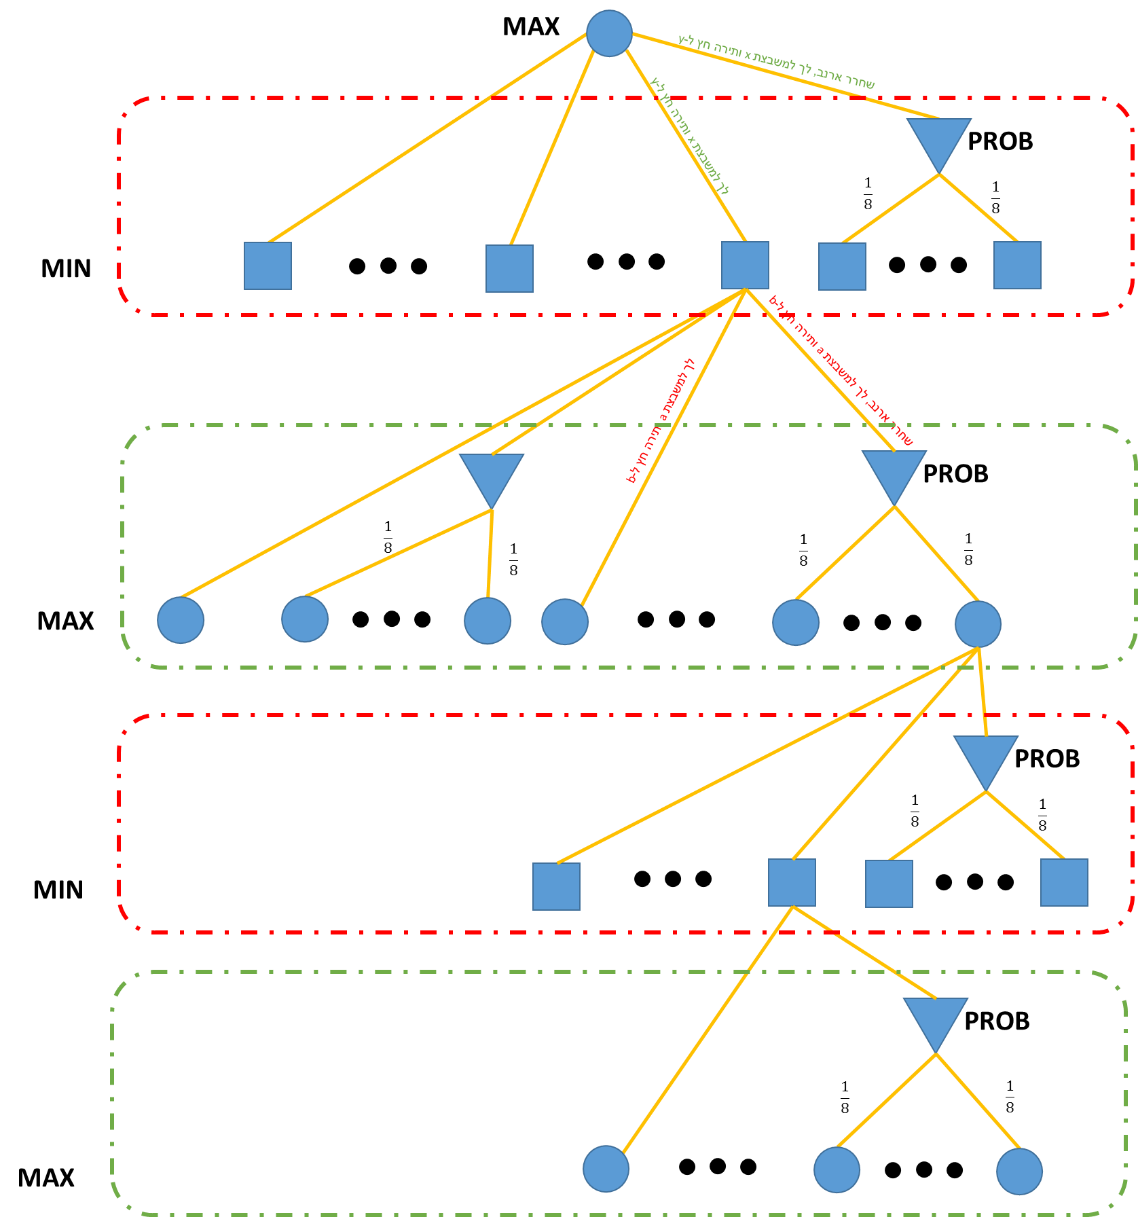 MAX
שחרר ארנב, לך למשבצת x ותירה חץ ל-y
לך למשבצת x ותירה חץ ל-y
PROB
1/8
1/8
MIN
שחרר ארנב, לך למשבצת a ותירה חץ ל-b
לך למשבצת a ותירה חץ ל-b
PROB
1/8
1/8
1/8
1/8
MAX
PROB
1/8
1/8
MIN
PROB
1/8
1/8
MAX